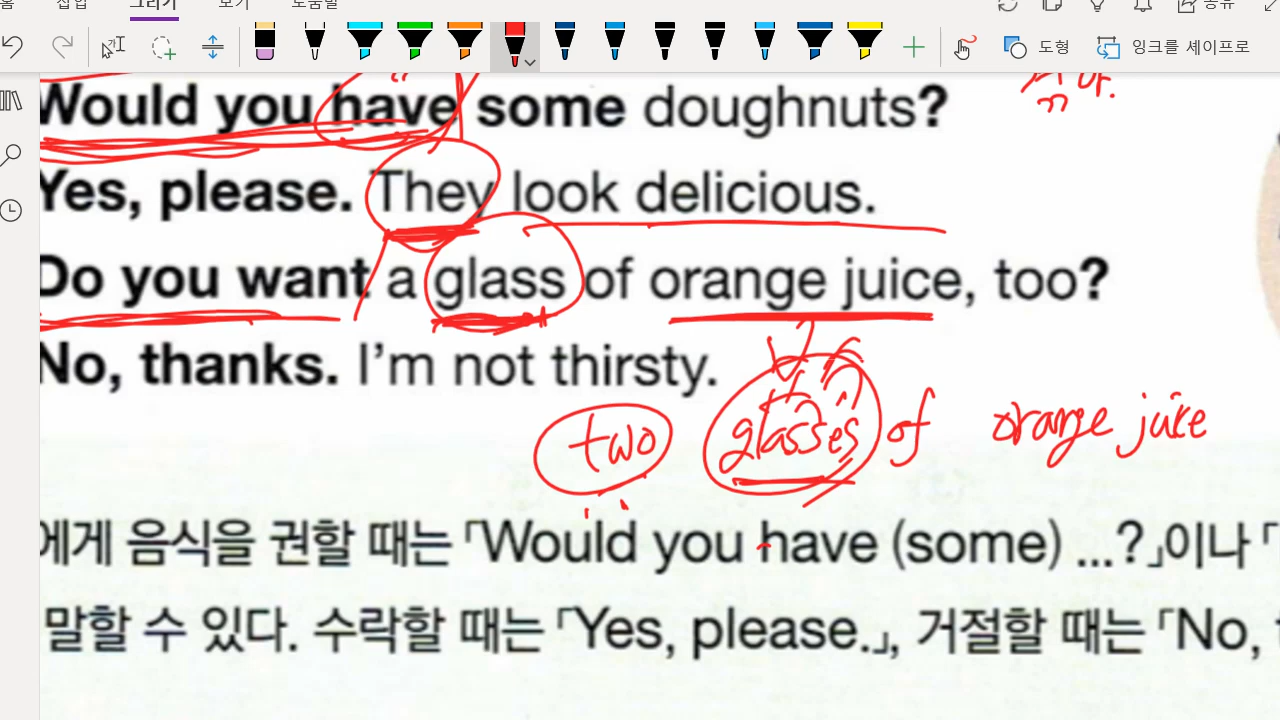 홈 삽입 그리기 보기 도움말 공유
도형 잉크를 셰이프로
Would you have some doughnuts?
Yes, please. They look delicious.
Do you want a glass of orange juice, too?
No, thanks. I'm not thirsty.
two glasses of orange juice
에게 음식을 권할 때는 「Would you have (some) ...?」이나 「
말할 수 있다. 수락할 때는 「Yes, please.」, 거절할 때는 「No,